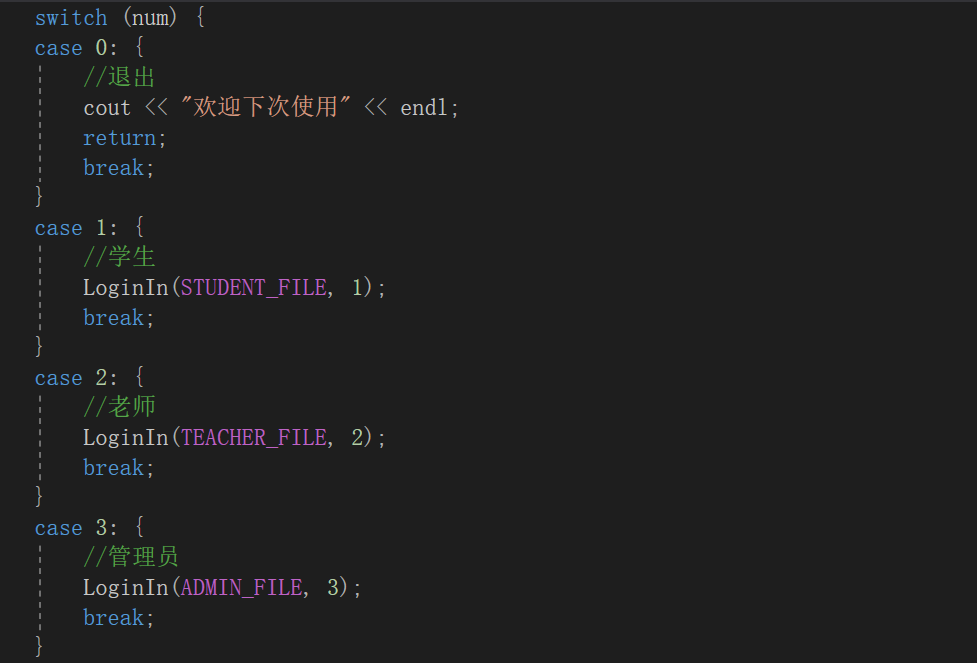 switch (num) {
case 0: {
//退出
cout << "欢迎下次使用" << endl;
return;
break;
}
case 1: {
//学生
LoginIn(STUDENT_FILE, 1);
break;
}
case 2: {
//老师
LoginIn(TEACHER_FILE, 2);
break;
}
case 3: {
//管理员
LoginIn(ADMIN_FILE, 3);
break;
}